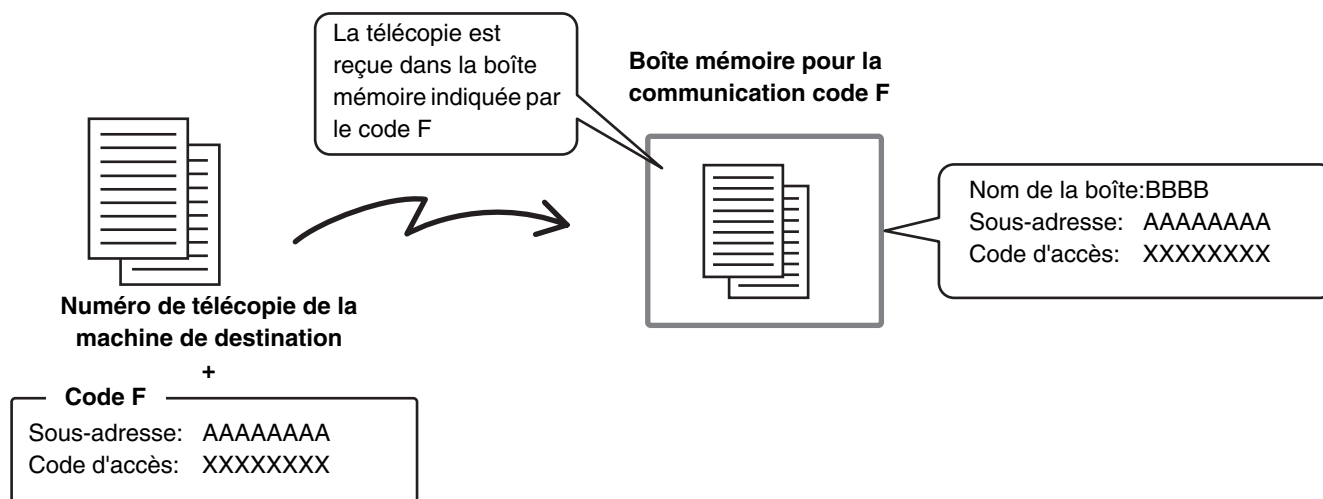 La télécopie est
reçue dans la boîte
mémoire indiquée par
le code F
Boîte mémoire pour la
communication code F
Nom de la boîte:BBBB
Sous-adresse: AAAAAAAA
Code d'accès: XXXXXXXX
Numéro de télécopie de la
machine de destination
+
Code F
Sous-adresse: AAAAAAAA
Code d'accès: XXXXXXXX